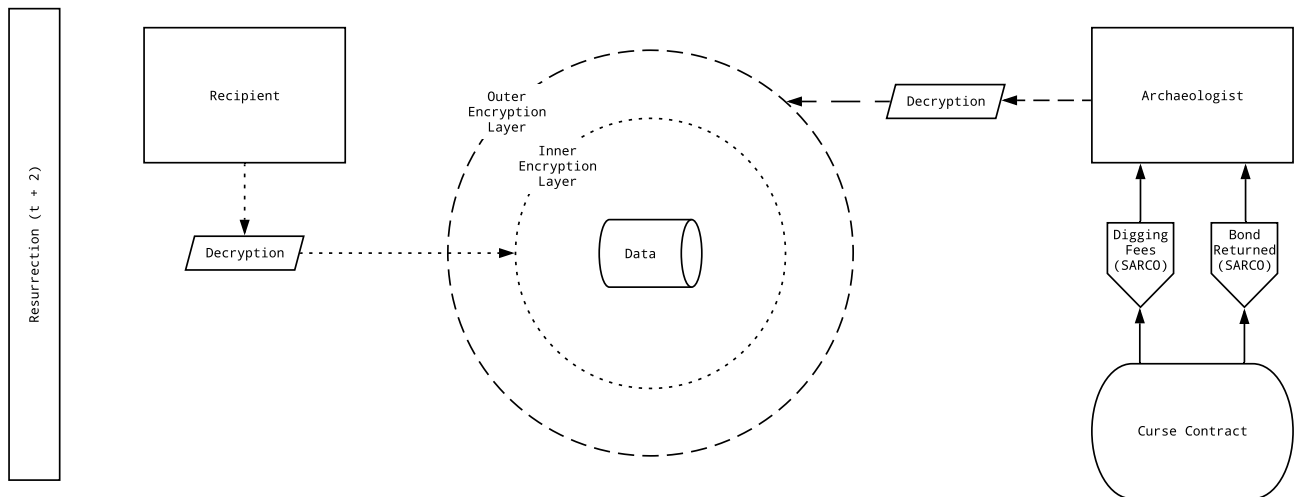 Resurrection (t + 2)
Recipient
Decryption
Outer
Encryption
Layer
Inner
Encryption
Layer
Data
Decryption
Archaeologist
Digging
Fees
(SARCO)
Bond
Returned
(SARCO)
Curse Contract